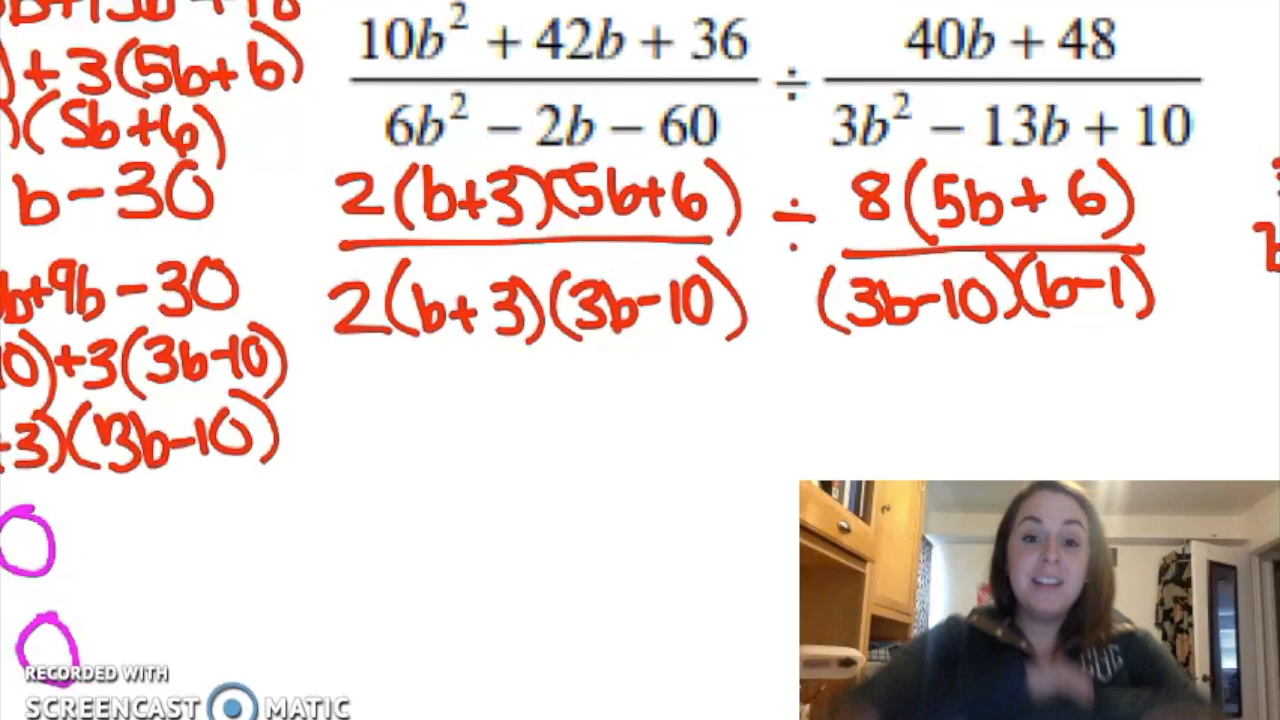 10b² + 42b + 36 ÷ 40b + 48
6b² − 2b − 60 3b² − 13b + 10
+ 3(5b+6)
)(5b+6)
b − 30
2(b+3)(5b+6) ÷ 8(5b + 6)
2(b+3)(3b−10) (3b−10)(b−1)
b+9b − 30
10)+3(3b−10)
+3)(3b−10)
RECORDED WITH
SCREENCAST MATIC